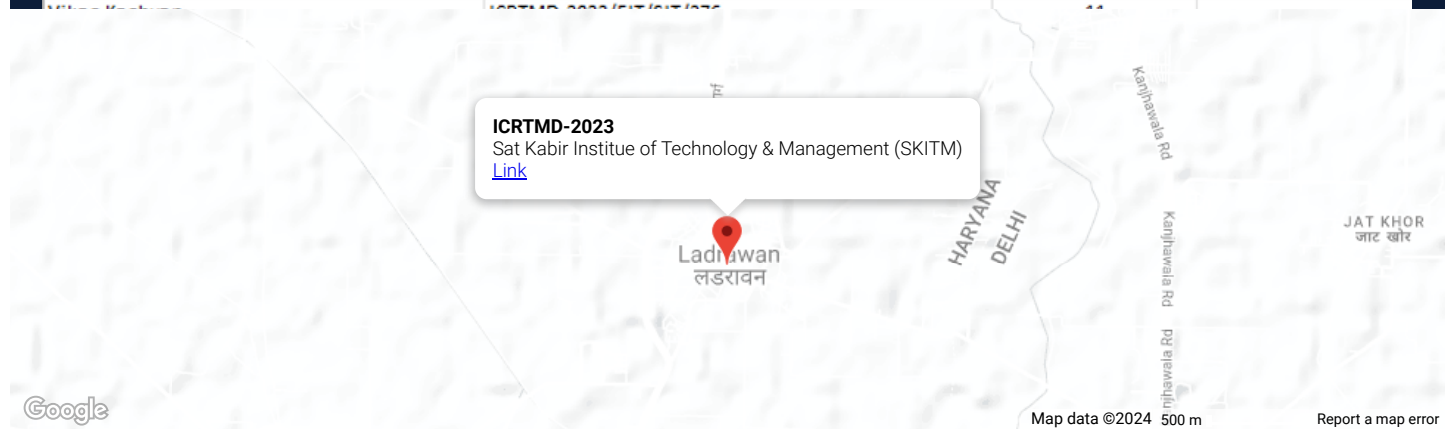 ICRTMD-2023
Sat Kabir Institue of Technology & Management (SKITM)
Link
Ladrawan
लडरावन
HARYANA
DELHI
Kanjhawala Rd
Kanjhawala Rd
JAT KHOR
जाट खोर
Google
Map data ©2024
500 m
Report a map error